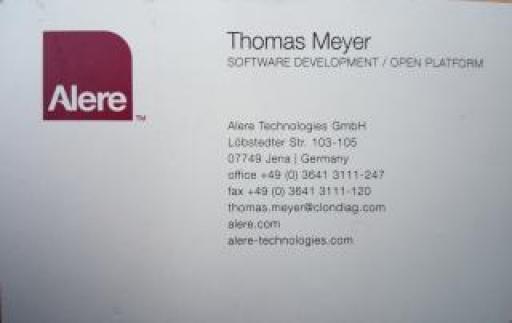 Alere™
Thomas Meyer
SOFTWARE DEVELOPMENT / OPEN PLATFORM
Alere Technologies GmbH
Löbstedter Str. 103-105
07749 Jena | Germany
office +49 (0) 3641 3111-247
fax +49 (0) 3641 3111-120
thomas.meyer@clondiag.com
alere.com
alere-technologies.com